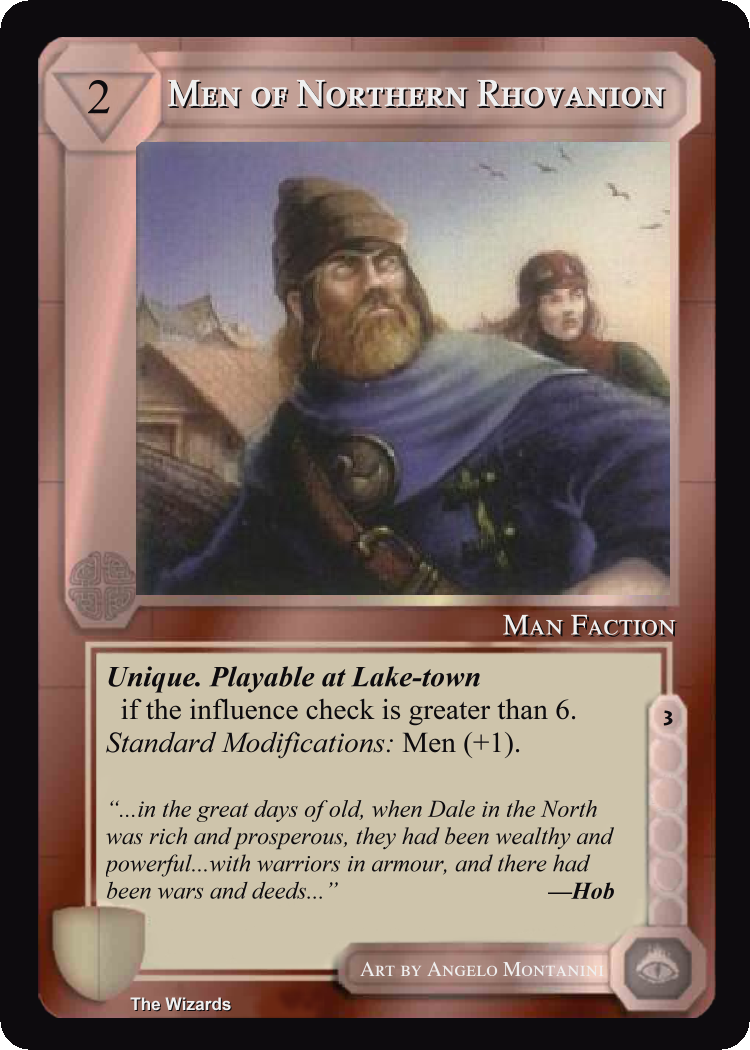 2
Men of Northern Rhovanion
Man Faction
Unique. Playable at Lake-town
if the influence check is greater than 6.
Standard Modifications: Men (+1).
3
“...in the great days of old, when Dale in the North
was rich and prosperous, they had been wealthy and
powerful...with warriors in armour, and there had
been wars and deeds...” —Hob
Art by Angelo Montanini
The Wizards